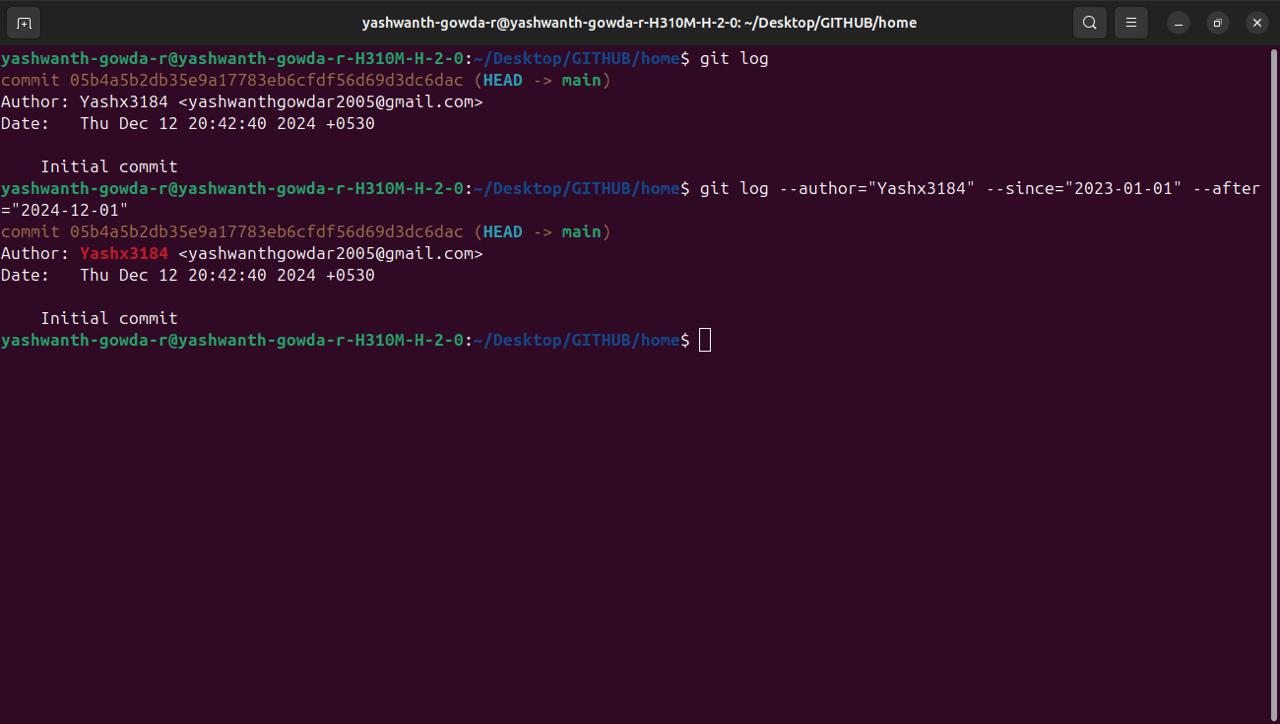 yashwanth-gowda-r@yashwanth-gowda-r-H310M-H-2-0: ~/Desktop/GITHUB/home
yashwanth-gowda-r@yashwanth-gowda-r-H310M-H-2-0:~/Desktop/GITHUB/home$ git log
commit 05b4a5b2db35e9a17783eb6cfdf56d69d3dc6dac (HEAD -> main)
Author: Yashx3184 <yashwanthgowdar2005@gmail.com>
Date:   Thu Dec 12 20:42:40 2024 +0530
    Initial commit
yashwanth-gowda-r@yashwanth-gowda-r-H310M-H-2-0:~/Desktop/GITHUB/home$ git log --author="Yashx3184" --since="2023-01-01" --after
="2024-12-01"
commit 05b4a5b2db35e9a17783eb6cfdf56d69d3dc6dac (HEAD -> main)
Author: Yashx3184 <yashwanthgowdar2005@gmail.com>
Date:   Thu Dec 12 20:42:40 2024 +0530
    Initial commit
yashwanth-gowda-r@yashwanth-gowda-r-H310M-H-2-0:~/Desktop/GITHUB/home$